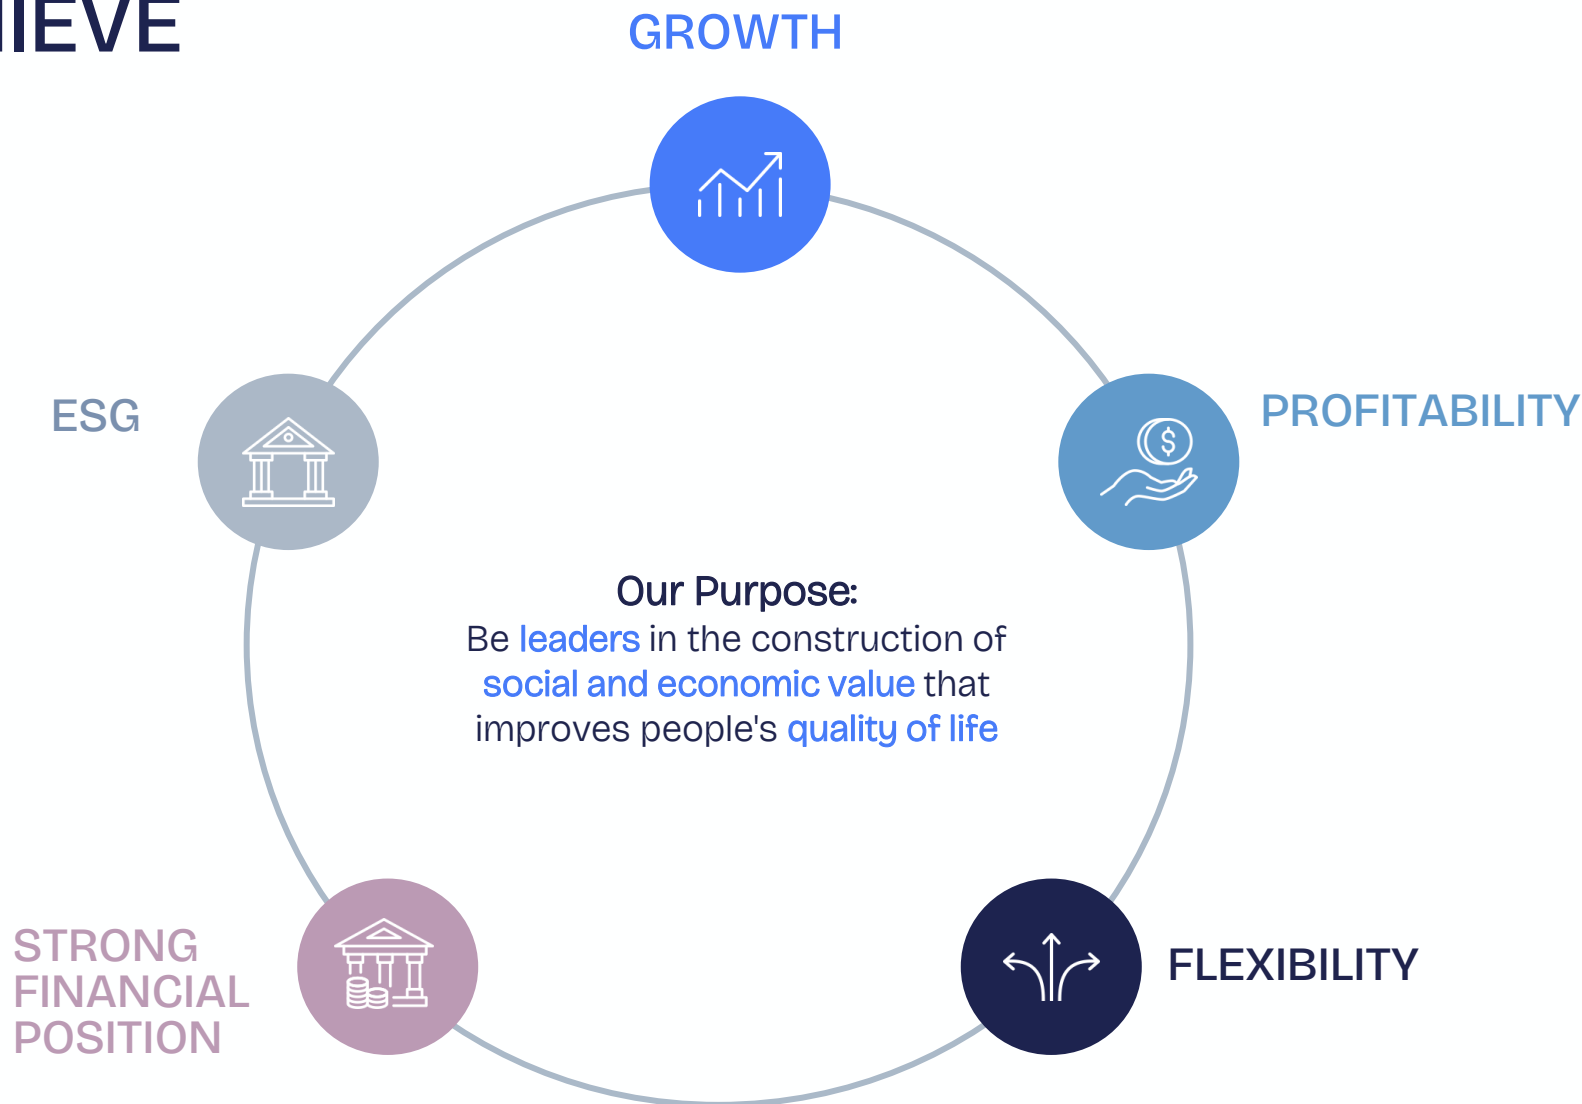 GROWTH
ESG
PROFITABILITY
Our Purpose:
Be leaders in the construction of
social and economic value that
improves people's quality of life
STRONG
FINANCIAL
POSITION
FLEXIBILITY